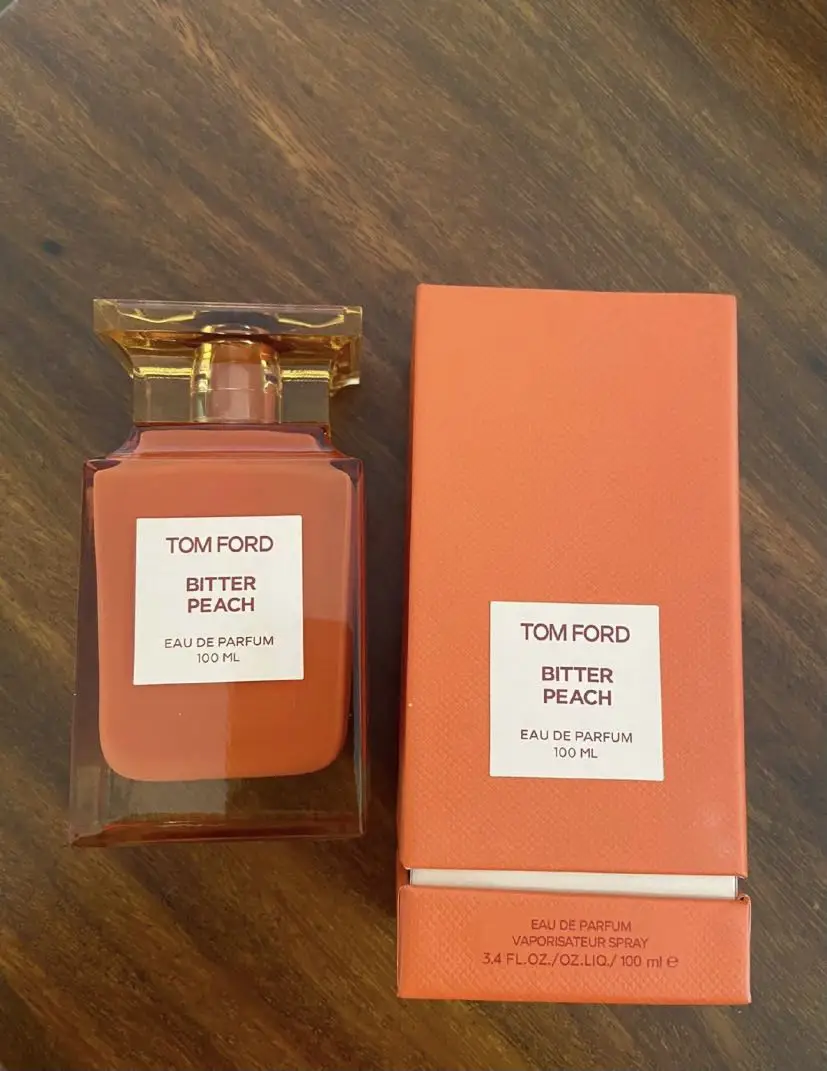 TOM FORD
BITTER
PEACH
EAU DE PARFUM
100 ML
TOM FORD
BITTER
PEACH
EAU DE PARFUM
100 ML
EAU DE PARFUM
VAPORISATEUR SPRAY
3.4 FL.OZ./OZ.LIQ./ 100 ml ℮